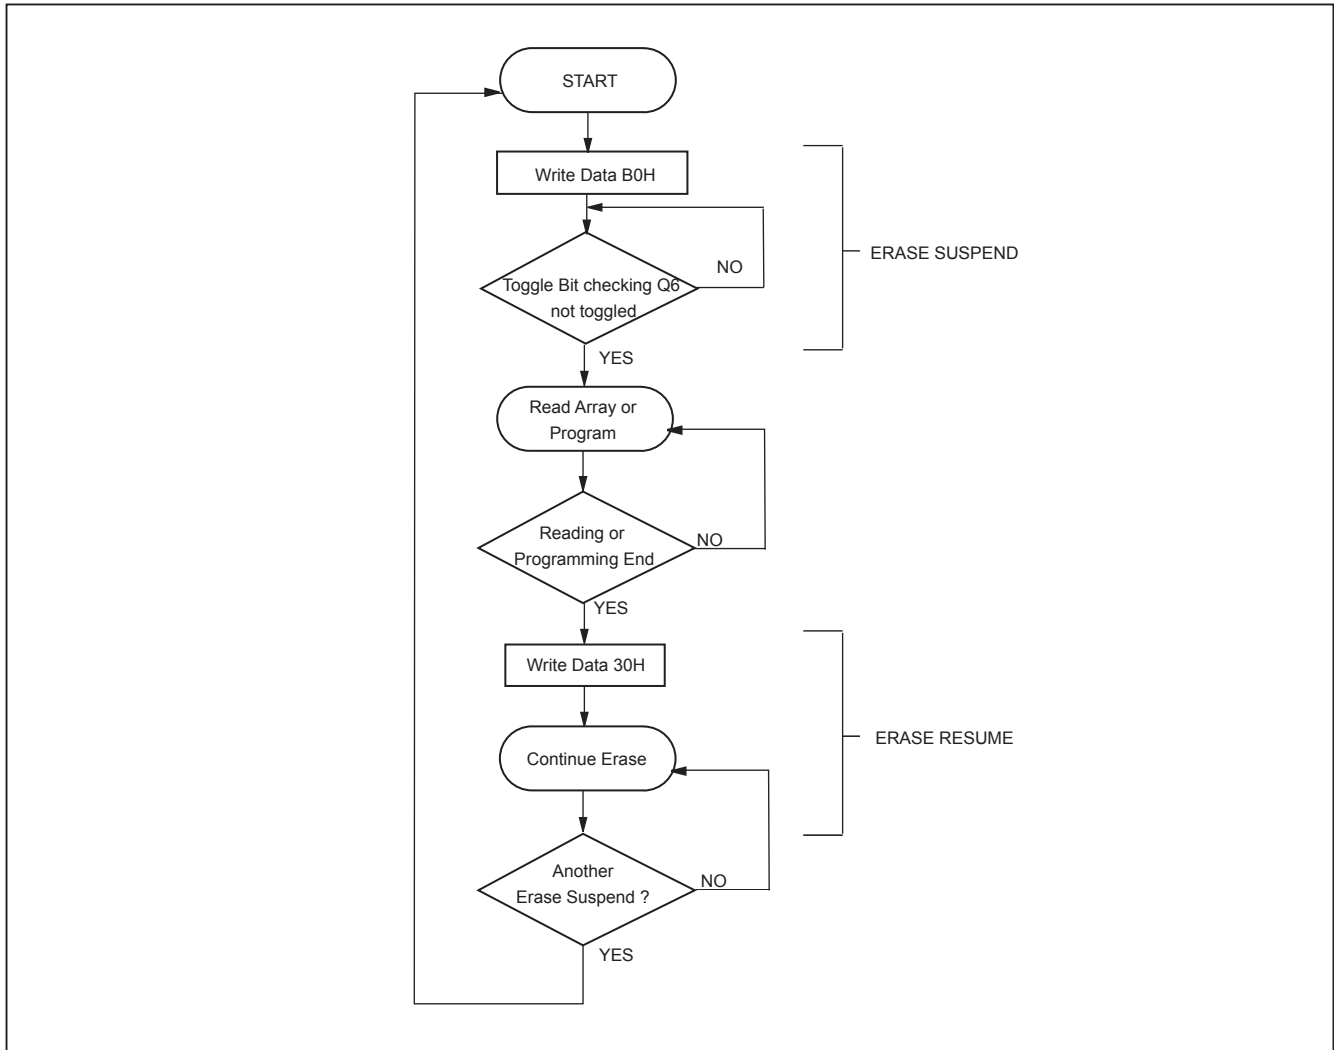 START
Write Data B0H
NO
ERASE SUSPEND
Toggle Bit checking Q6
not toggled
YES
Read Array or
Program
Reading or
Programming End
NO
YES
Write Data 30H
ERASE RESUME
Continue Erase
Another
Erase Suspend ?
NO
YES